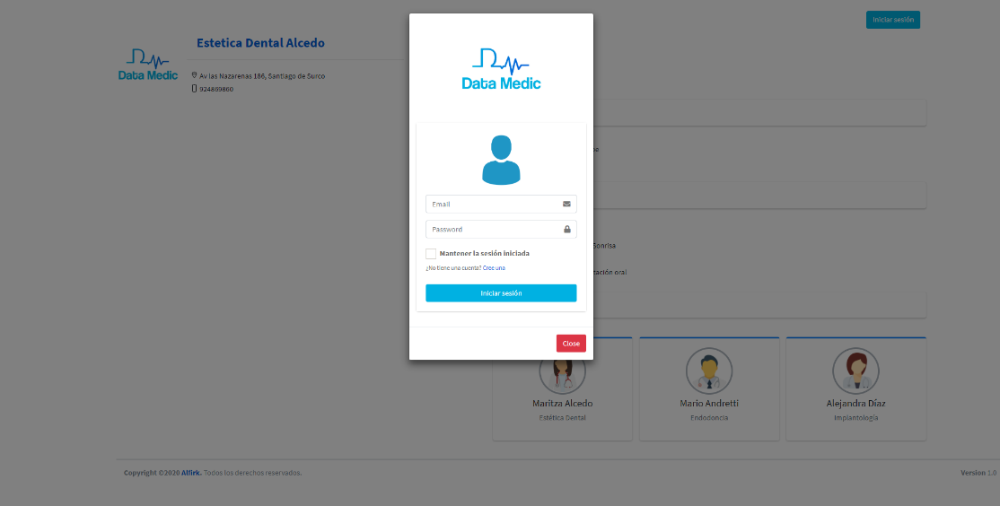 Iniciar sesión
Estetica Dental Alcedo
Data Medic
Av las Nazarenas 186, Santiago de Surco
924869860
Data Medic
Email
Password
Mantener la sesión iniciada
¿No tiene una cuenta? Cree una
Iniciar sesión
Close
Sonrisa
oral
Maritza Alcedo
Estética Dental
Mario Andretti
Endodoncia
Alejandra Díaz
Implantología
Copyright ©2020 Alfirk. Todos los derechos reservados.
Version 1.0